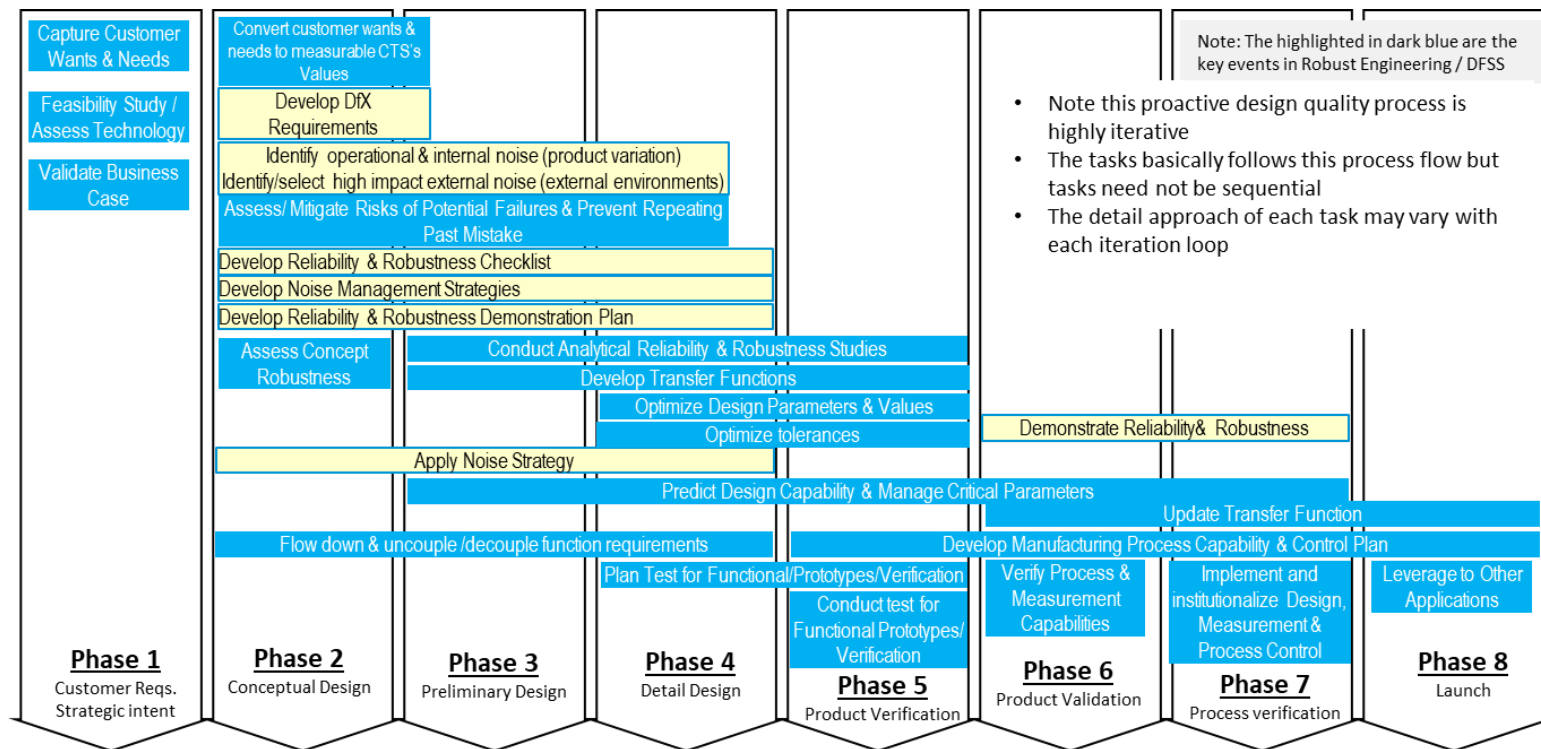 Capture Customer
Wants & Needs
Feasibility Study /
Assess Technology
Validate Business
Case
Convert customer wants &
needs to measurable CTS's
Values
Develop DfX
Requirements
Identify operational & internal noise (product variation)
Identify/select high impact external noise (external environments)
Assess/ Mitigate Risks of Potential Failures & Prevent Repeating
Past Mistake
Develop Reliability & Robustness Checklist
Develop Noise Management Strategies
Develop Reliability & Robustness Demonstration Plan
Assess Concept
Robustness
Conduct Analytical Reliability & Robustness Studies
Develop Transfer Functions
Optimize Design Parameters & Values
Optimize tolerances
Demonstrate Reliability& Robustness
Apply Noise Strategy
Predict Design Capability & Manage Critical Parameters
Update Transfer Function
Flow down & uncouple /decouple function requirements
Develop Manufacturing Process Capability & Control Plan
Plan Test for Functional/Prototypes/Verification
Conduct test for
Functional Prototypes/
Verification
Verify Process &
Measurement
Capabilities
Implement and
institutionalize Design,
Measurement &
Process Control
Leverage to Other
Applications
Note: The highlighted in dark blue are the
key events in Robust Engineering / DFSS
• Note this proactive design quality process is
highly iterative
• The tasks basically follows this process flow but
tasks need not be sequential
• The detail approach of each task may vary with
each iteration loop
Phase 1
Customer Reqs.
Strategic intent
Phase 2
Conceptual Design
Phase 3
Preliminary Design
Phase 4
Detail Design
Phase 5
Product Verification
Phase 6
Product Validation
Phase 7
Process verification
Phase 8
Launch